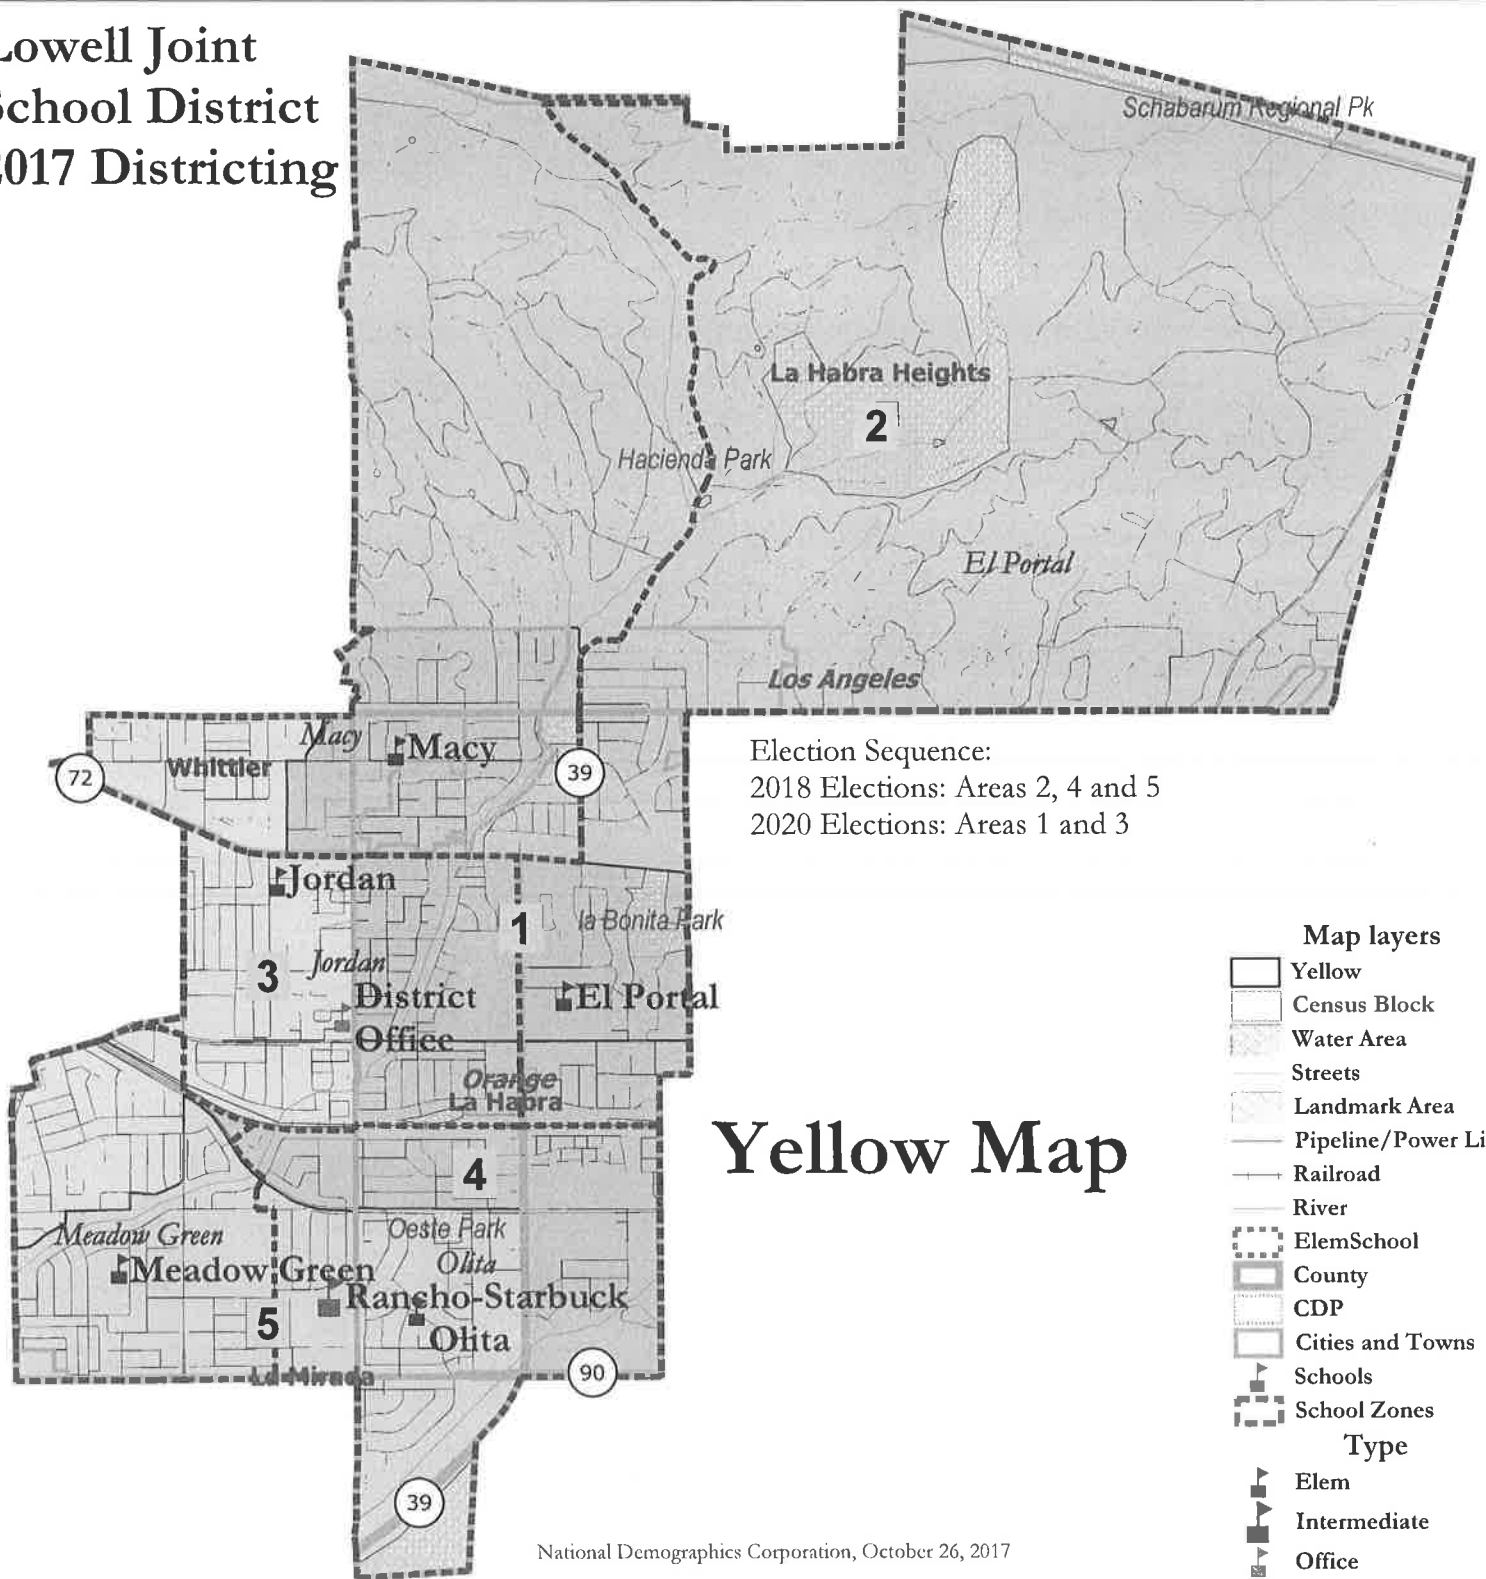 Lowell Joint
School District
2017 Districting
Schabarum Regional Pk
La Habra Heights
2
Hacienda Park
El Portal
Los Angeles
Macy
Macy
Whittier
72
39
Election Sequence:
2018 Elections: Areas 2, 4 and 5
2020 Elections: Areas 1 and 3
Jordan
1
la Bonita Park
3
Jordan
District
Office
El Portal
Orange
La Habra
Yellow Map
4
Meadow Green
Oeste Park
Olita
Meadow Green
Rancho-Starbuck
5
Olita
La Mirada
90
39
Map layers
Yellow
Census Block
Water Area
Streets
Landmark Area
Pipeline/Power Li
Railroad
River
ElemSchool
County
CDP
Cities and Towns
Schools
School Zones
Type
Elem
Intermediate
Office
National Demographics Corporation, October 26, 2017